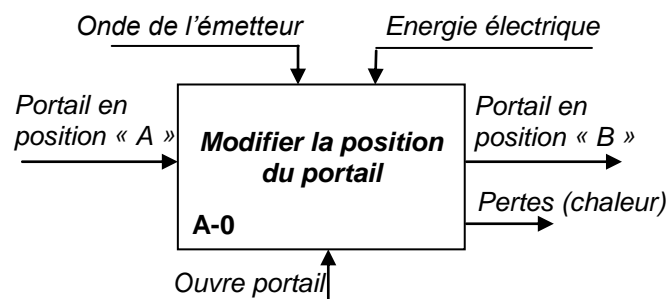 Onde de l’émetteur
Energie électrique
Portail en
position « A »
Modifier la position
du portail
A-0
Portail en
position « B »
Pertes (chaleur)
Ouvre portail